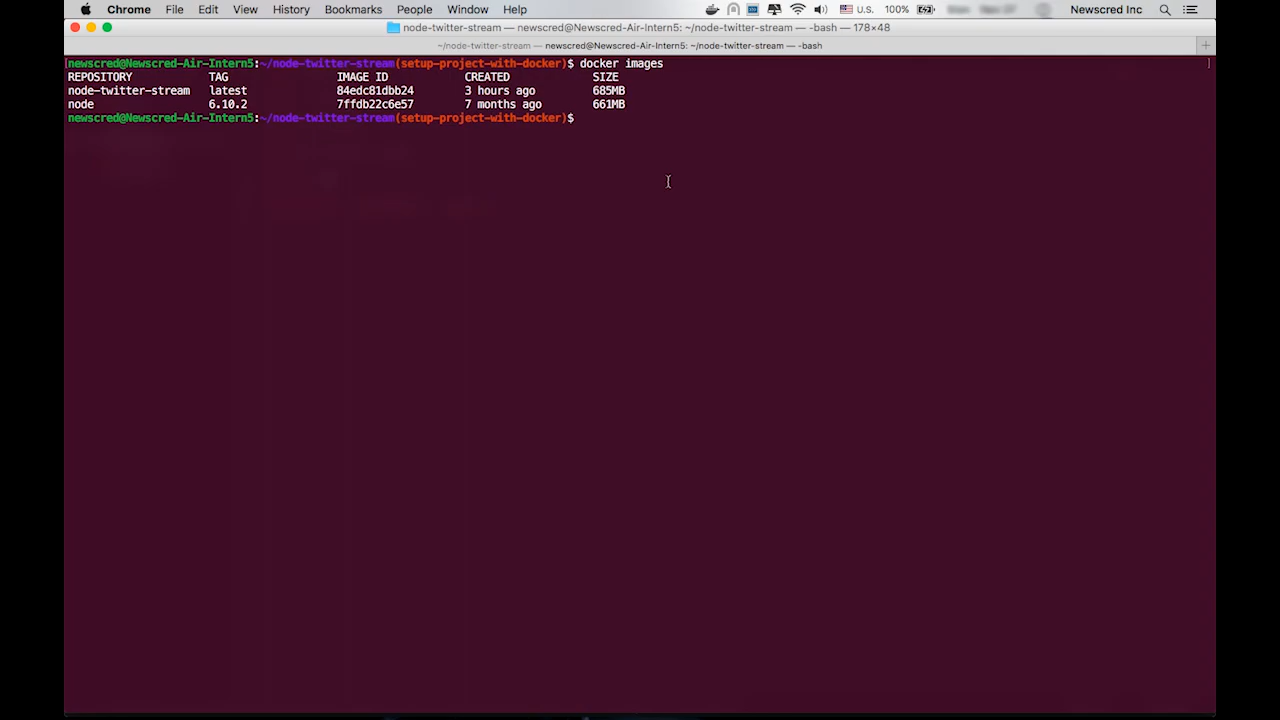 Chrome File Edit View History Bookmarks People Window Help U.S. 100% Newscred Inc
node-twitter-stream — newscred@Newscred-Air-Intern5: ~/node-twitter-stream — -bash — 178×48
~/node-twitter-stream — newscred@Newscred-Air-Intern5: ~/node-twitter-stream — -bash
[newscred@Newscred-Air-Intern5:~/node-twitter-stream(setup-project-with-docker)$ docker images ]
REPOSITORY TAG IMAGE ID CREATED SIZE
node-twitter-stream latest 84edc81dbb24 3 hours ago 685MB
node 6.10.2 7ffdb22c6e57 7 months ago 661MB
newscred@Newscred-Air-Intern5:~/node-twitter-stream(setup-project-with-docker)$